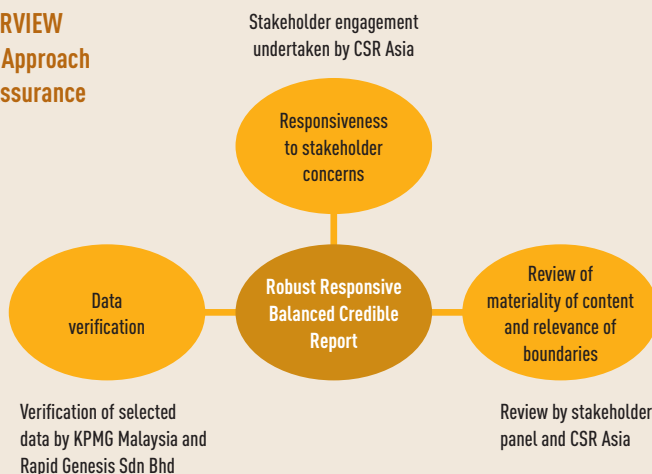 RVIEW
Approach
ssurance
Stakeholder engagement
undertaken by CSR Asia
Responsiveness
to stakeholder
concerns
Data
verification
Robust Responsive
Balanced Credible
Report
Review of
materiality of content
and relevance of
boundaries
Verification of selected
data by KPMG Malaysia and
Rapid Genesis Sdn Bhd
Review by stakeholder
panel and CSR Asia